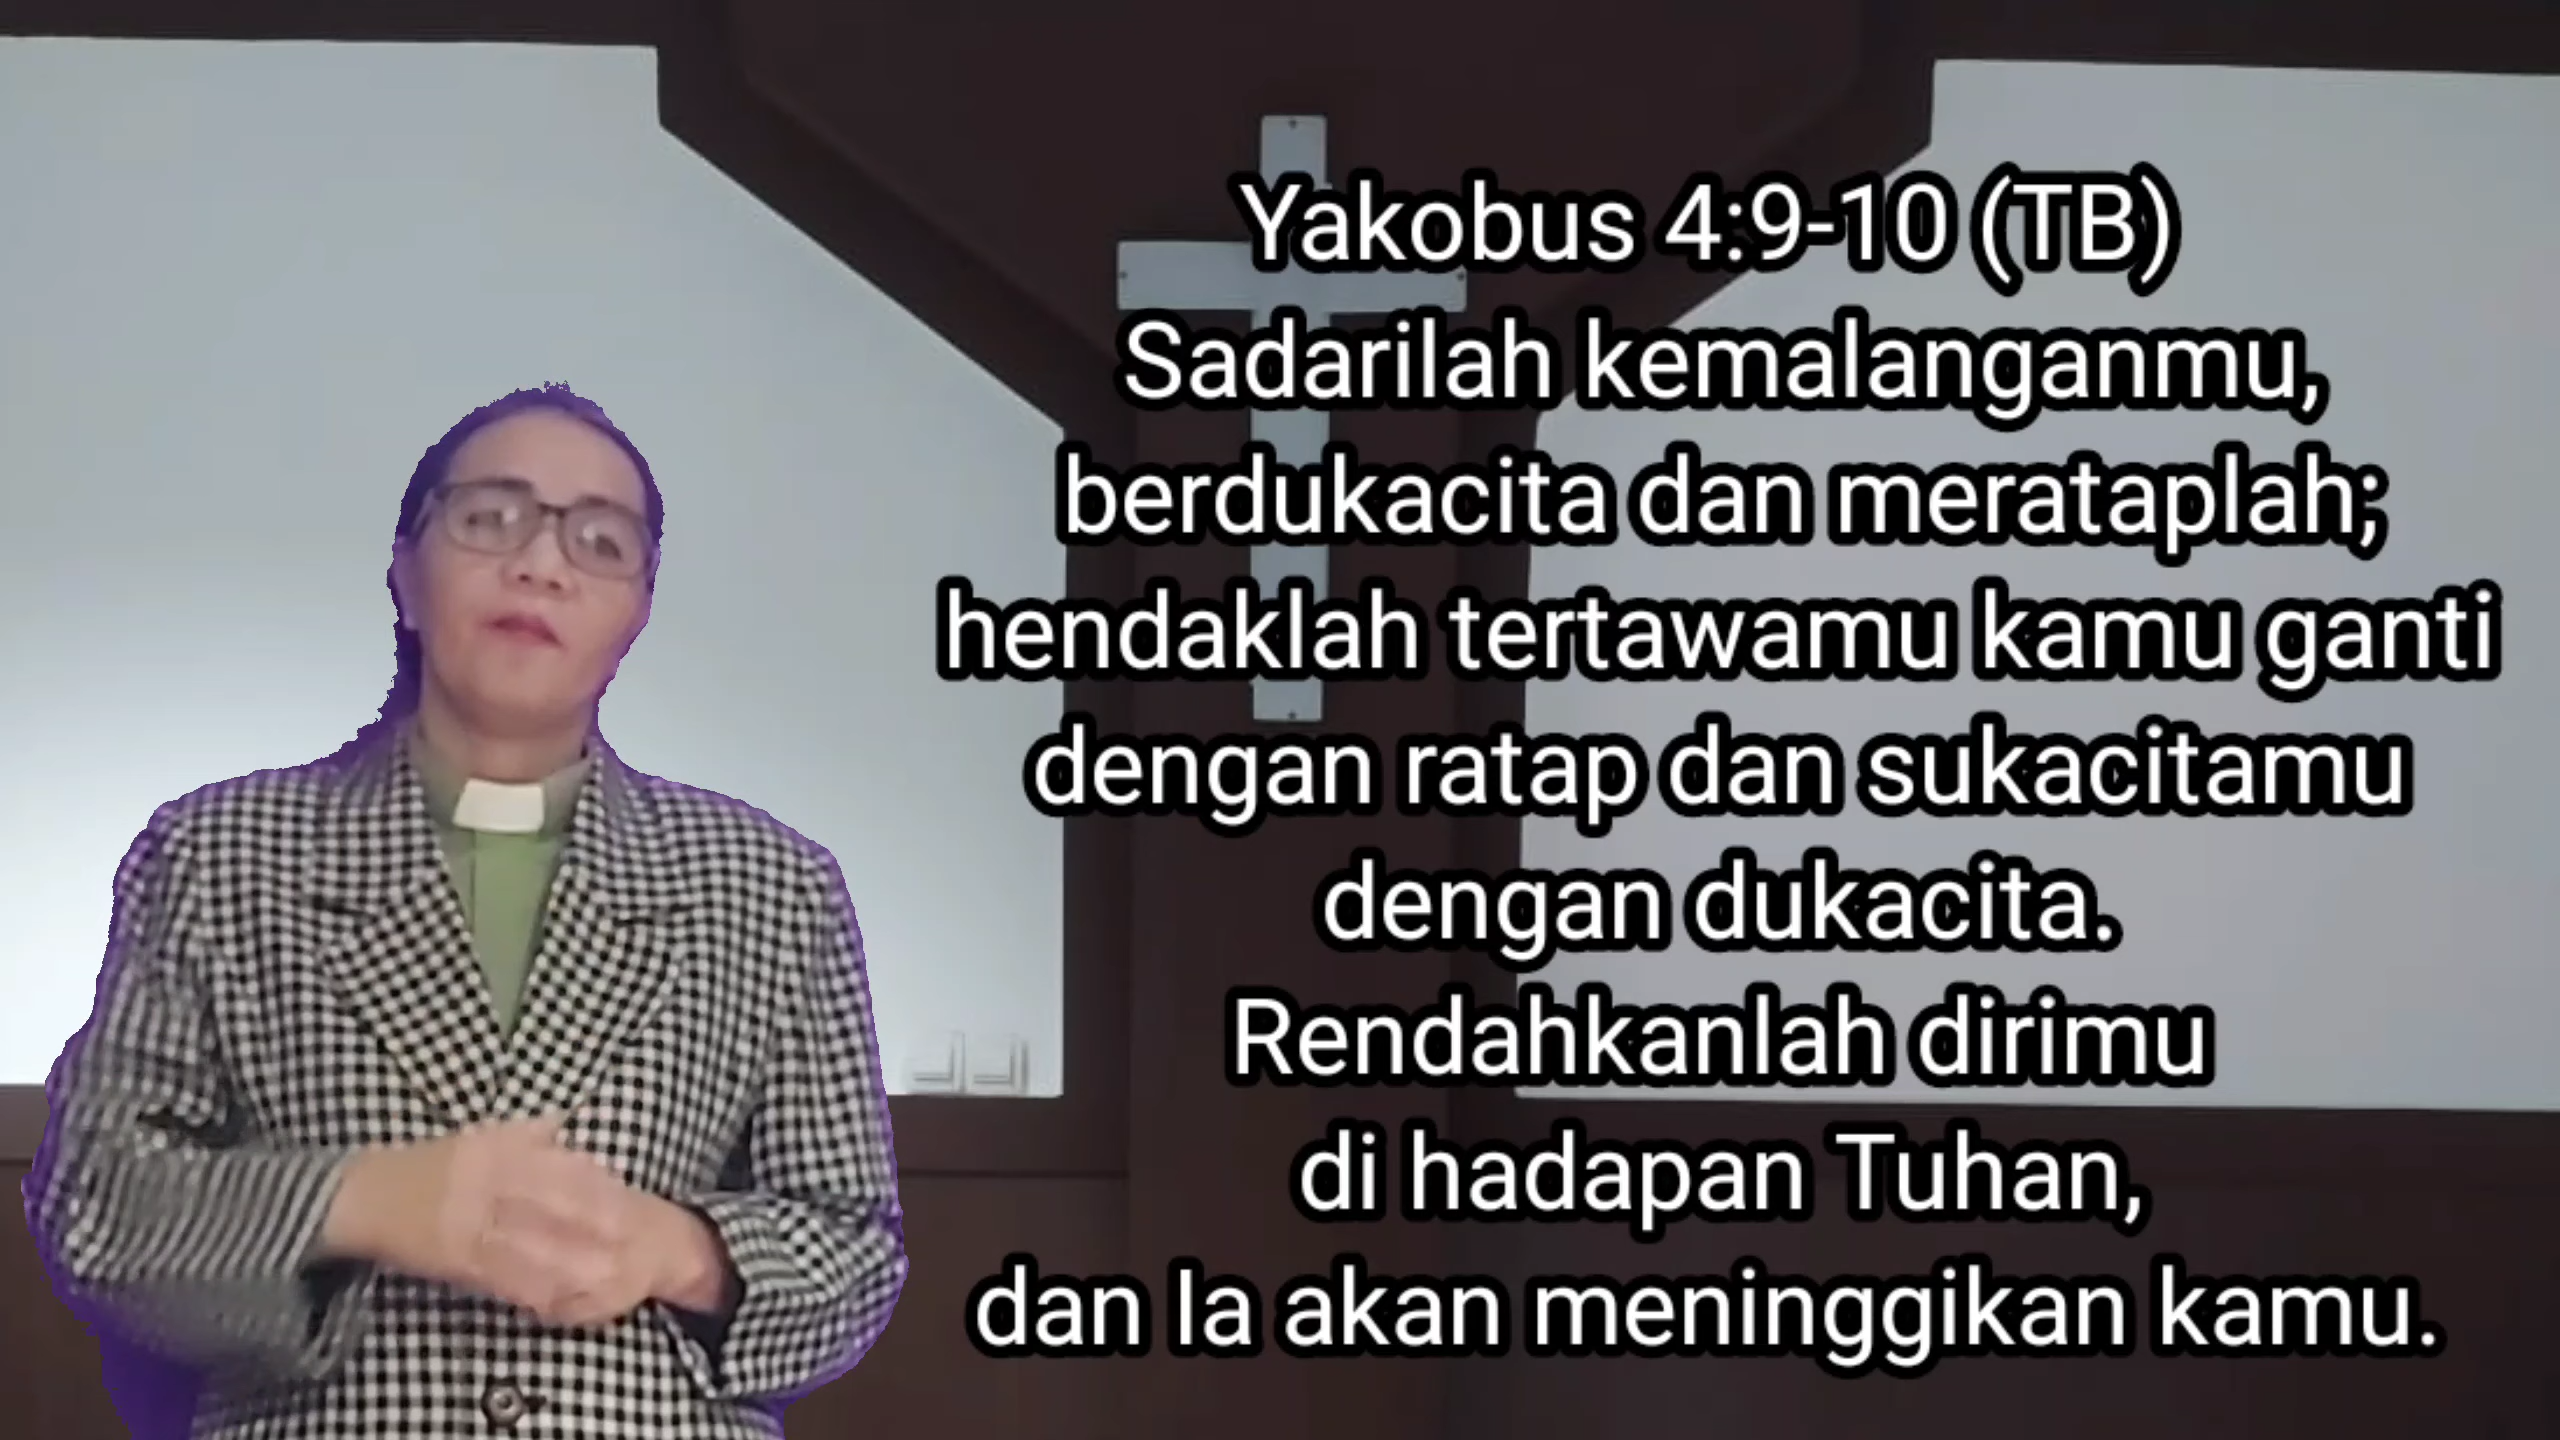 Yakobus 4:9-10 (TB)
Sadarilah kemalanganmu,
berdukacita dan merataplah;
hendaklah tertawamu kamu ganti
dengan ratap dan sukacitamu
dengan dukacita.
Rendahkanlah dirimu
di hadapan Tuhan,
dan Ia akan meninggikan kamu.